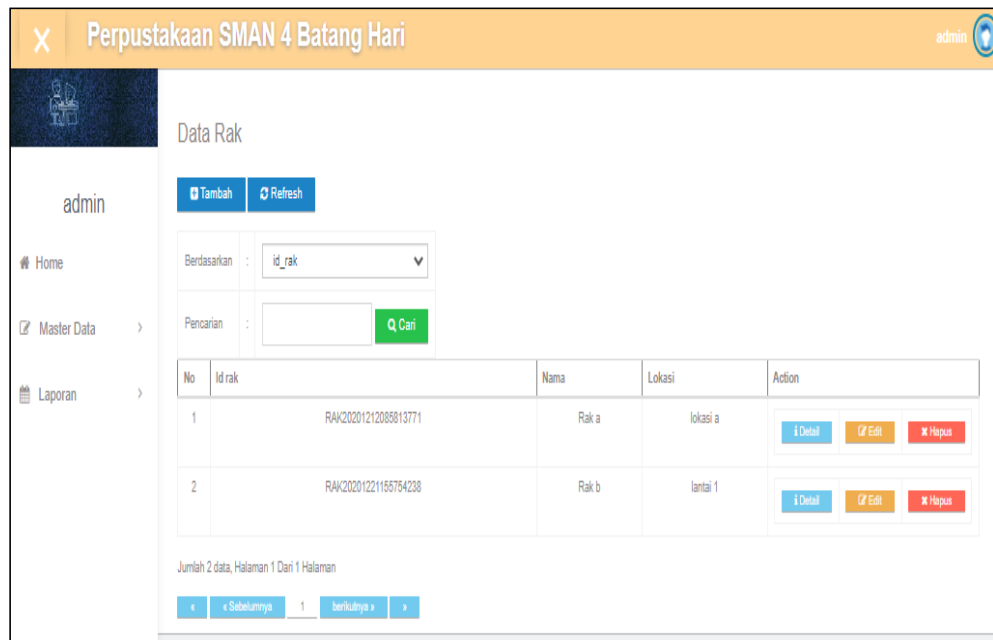 Perpustakaan SMAN 4 Batang Hari
admin
admin
Home
Master Data
Laporan
Data Rak
Tambah Refresh
Berdasarkan : id_rak
Pencarian : Cari
No Id rak Nama Lokasi Action
1 RAK20201212085813771 Rak a lokasi a Detail Edit Hapus
2 RAK20201221155754238 Rak b lantai 1 Detail Edit Hapus
Jumlah 2 data, Halaman 1 Dari 1 Halaman
« « Sebelumnya 1 berikutnya » »